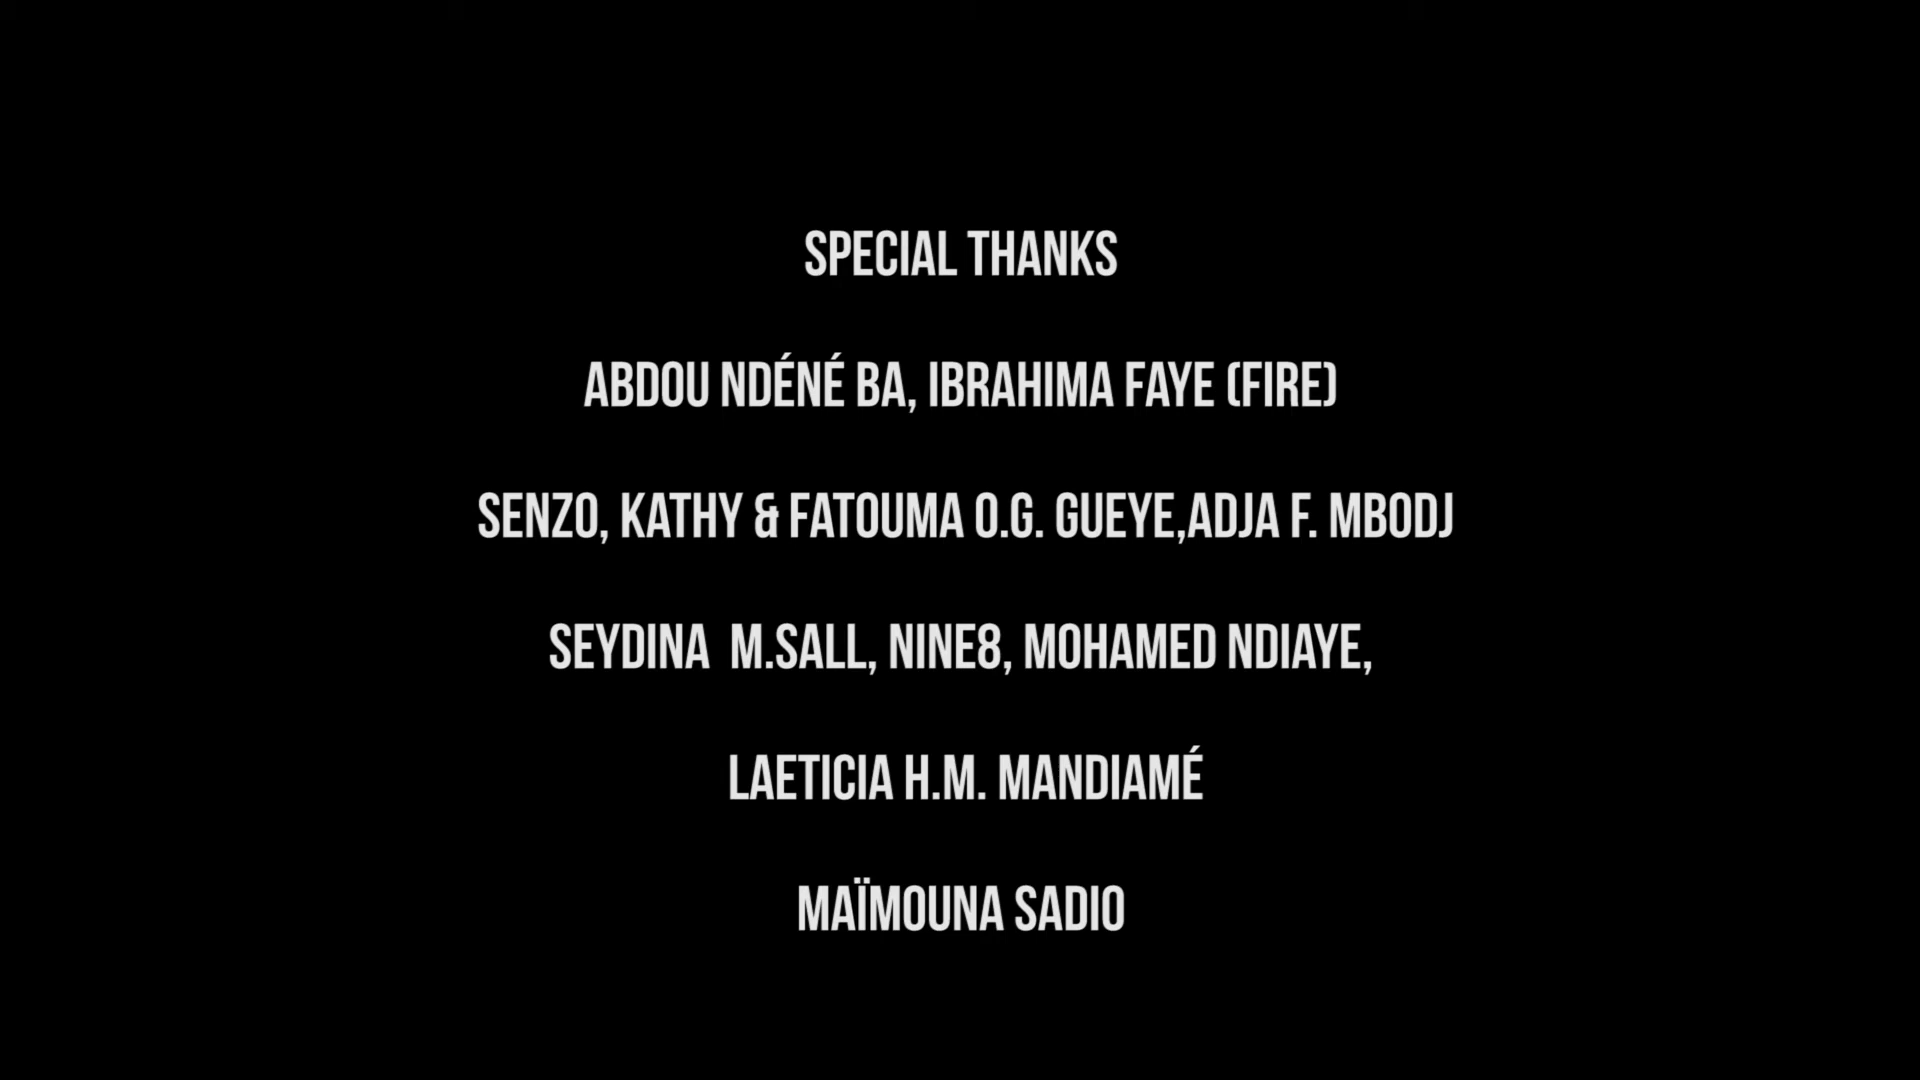 SPECIAL THANKS
ABDOU NDÉNÉ BA, IBRAHIMA FAYE (FIRE)
SENZO, KATHY & FATOUMA O.G. GUEYE,ADJA F. MBODJ
SEYDINA  M.SALL, NINE8, MOHAMED NDIAYE,
LAETICIA H.M. MANDIAMÉ
MAÏMOUNA SADIO